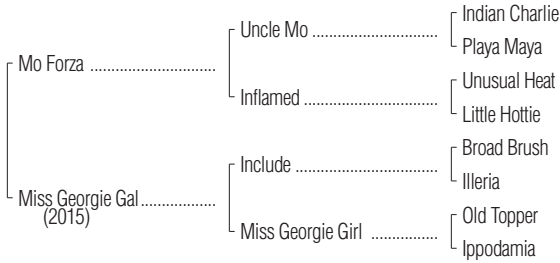 Indian Charlie
Uncle Mo ..............................
Playa Maya
Mo Forza ..............................
Unusual Heat
Inflamed ................................
Little Hottie
Broad Brush
Include .................................
Illeria
Miss Georgie Gal..................
(2015)
Old Topper
Miss Georgie Girl ................
Ippodamia